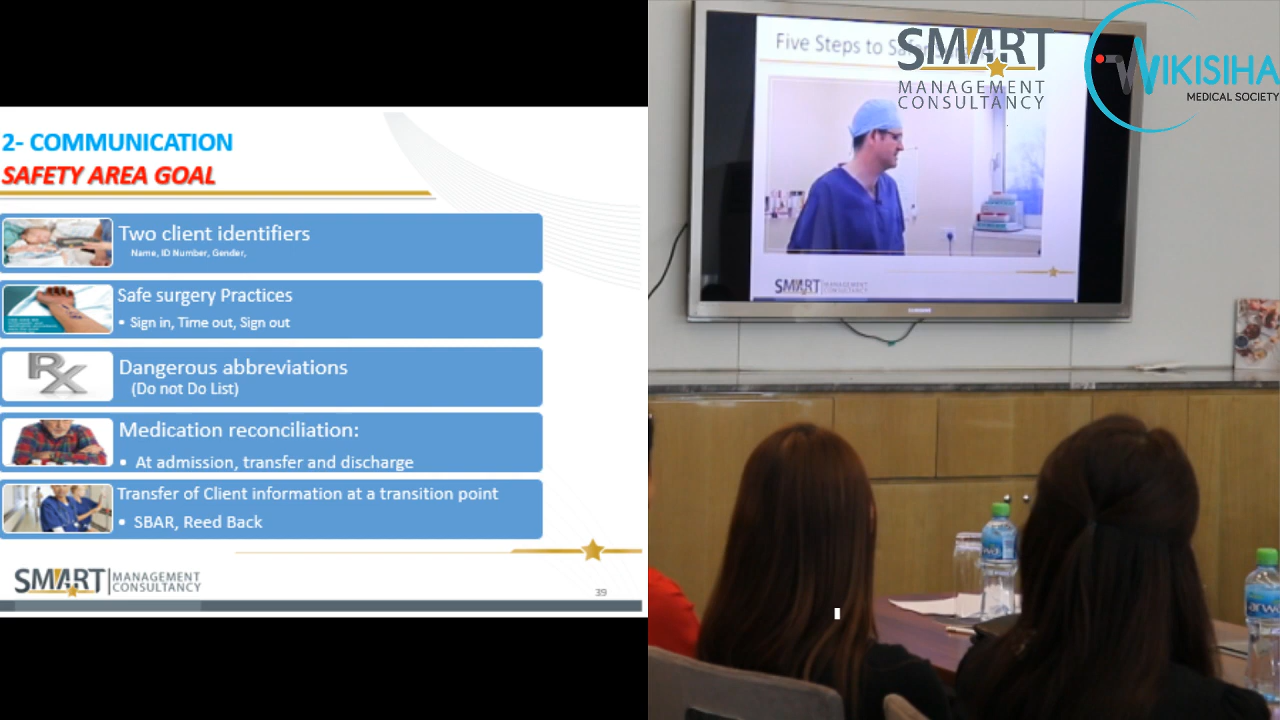 2- COMMUNICATION
SAFETY AREA GOAL
Two client identifiers
Name, ID Number, Gender,
Safe surgery Practices
• Sign in, Time out, Sign out
Dangerous abbreviations
(Do not Do List)
Medication reconciliation:
• At admission, transfer and discharge
Transfer of Client information at a transition point
• SBAR, Reed Back
SMART
MANAGEMENT
CONSULTANCY
39
Five Steps to
SMART
MANAGEMENT
CONSULTANCY
WIKISIHA
MEDICAL SOCIETY
SMART
MANAGEMENT
CONSULTANCY
SAMSUNG
arwa